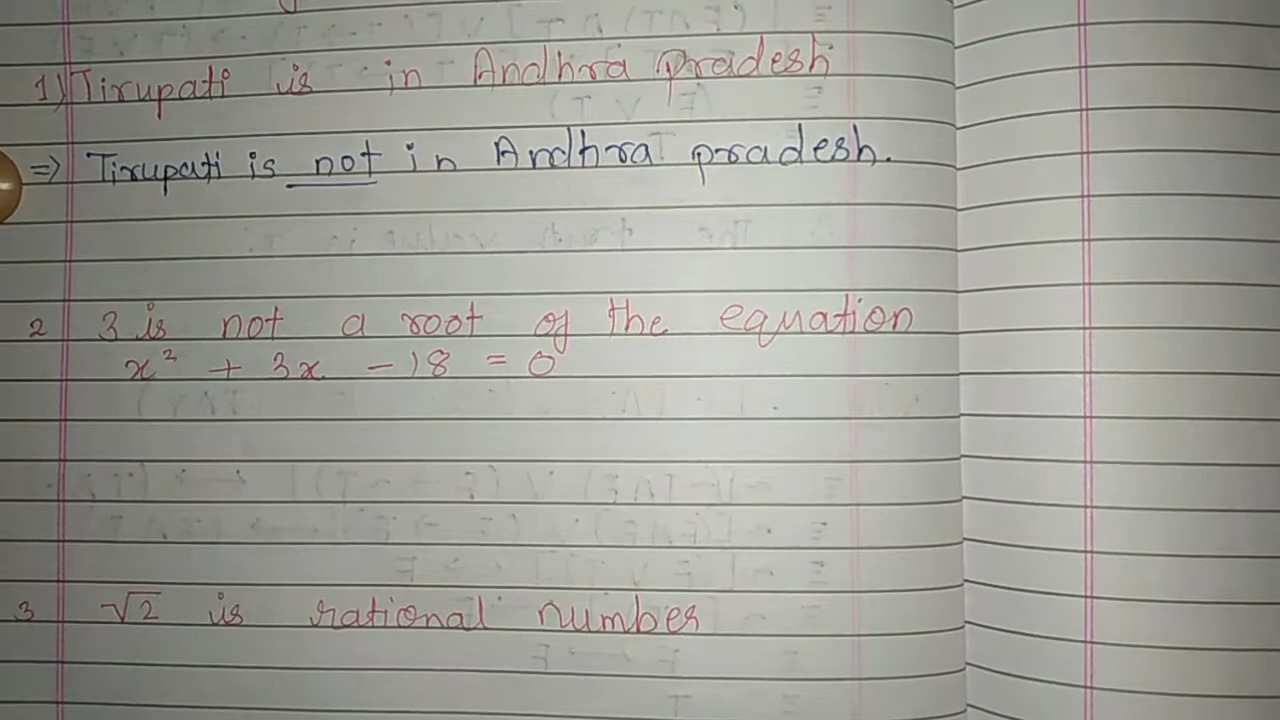 1) Tirupati is in Andhra pradesh
⇒ Tirupati is not in Andhra pradesh.
2 3 is not a root of the equation
x² + 3x - 18 = 0
3 √2 is rational number